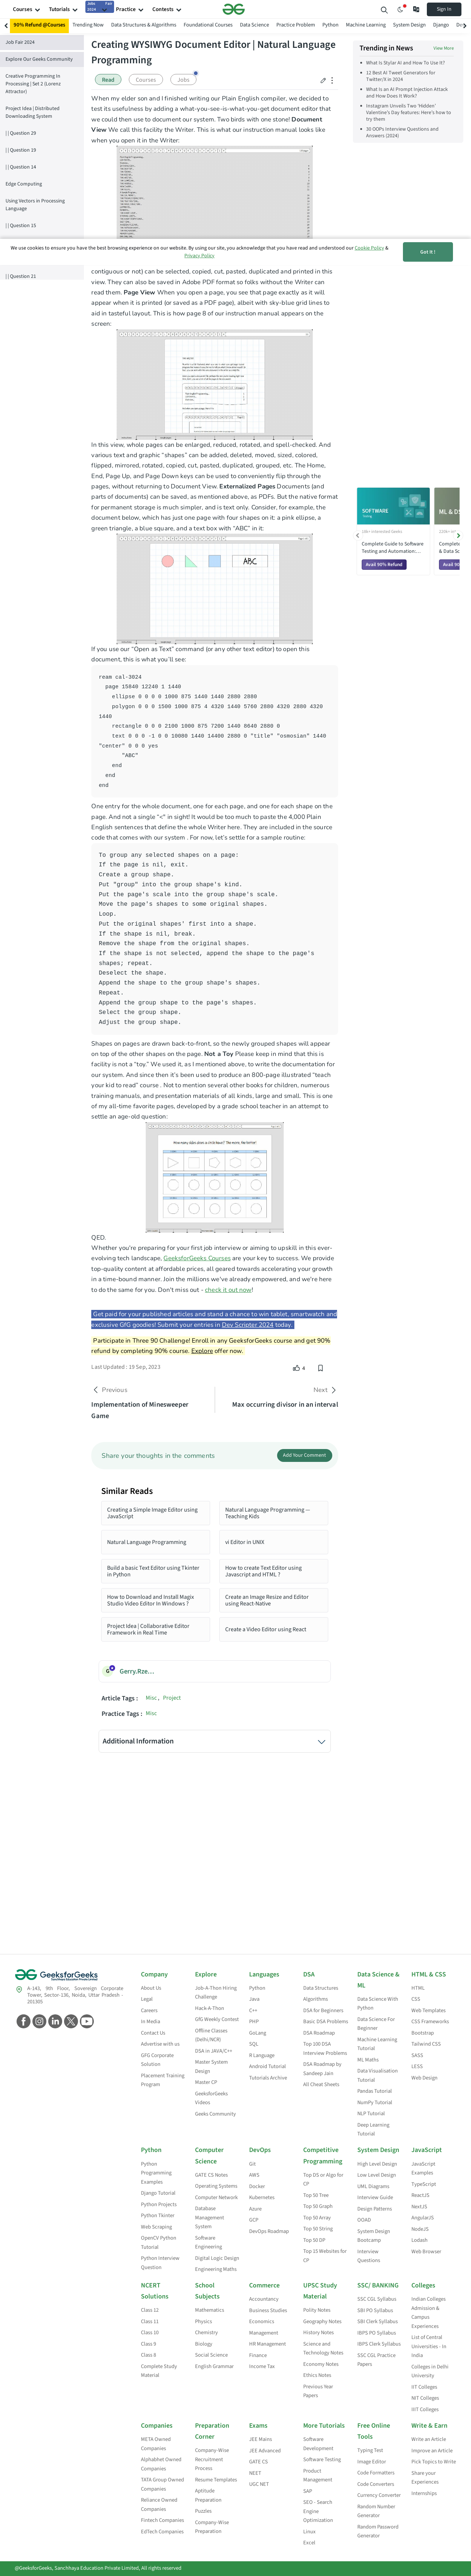 Courses
Tutorials
Jobs Fair 2024
Practice
Contests
Sign In
90% Refund @Courses
Trending Now
Data Structures & Algorithms
Foundational Courses
Data Science
Practice Problem
Python
Machine Learning
System Design
Django
Job Fair 2024
Explore Our Geeks Community
Creative Programming In
Processing | Set 2 (Lorenz
Attractor)
Project Idea | Distributed
Downloading System
|| Question 29
|| Question 19
|| Question 14
Edge Computing
Using Vectors in Processing
Language
|| Question 15
|| Question 21
Creating WYSIWYG Document Editor | Natural Language
Programming
Read
Courses
Jobs
When my elder son and I finished writing our Plain English compiler, we decided to
test its usefulness by adding a what-you-see-is-what-you-get document editor that we
could use to document our new system. Two birds with one stone! Document
View We call this facility the Writer. This is what our instruction manual looks like
when you open it in the Writer:
We use cookies to ensure you have the best browsing experience on our website. By using our site, you acknowledge that you have read and understood our Cookie Policy &
Privacy Policy
Got It !
contiguous or not) can be selected, copied, cut, pasted, duplicated and printed in this
view. They can also be saved in Adobe PDF format so folks without the Writer can
read them. Page View When you open a page, you see that page exactly as it will
appear when it is printed (or saved as a PDF page), albeit with sky-blue grid lines to
aid in tasteful layout. This is how page 8 of our instruction manual appears on the
screen:
In this view, whole pages can be enlarged, reduced, rotated, and spell-checked. And
various and sundry "shapes" can be added, deleted, moved, sized, colored,
flipped, mirrored, rotated, copied, cut, pasted, duplicated, grouped, etc. The Home,
End, Page Up, and Page Down keys can be used to conveniently flip through the
pages, without returning to Document View. Externalized Pages Documents (and
parts of documents) can be saved, as mentioned above, as PDFs. But the native format
for permanent storage is much simpler, and is text only. Consider, for example, the
document below, which has just one page with four shapes on it: a pink ellipse, a
green triangle, a blue square, and a text box with "ABC" in it:
ABC
If you use our "Open as Text" command (or any other text editor) to open this
document, this is what you'll see:
ream cal-3024
page 15840 12240 1 1440
ellipse 0 0 0 1000 875 1440 1440 2880 2880
polygon 0 0 0 1500 1000 875 4 4320 1440 5760 2880 4320 2880 4320
1440
rectangle 0 0 0 2100 1000 875 7200 1440 8640 2880 0
text 0 0 0 -1 0 0 10080 1440 14400 2880 0 "title" "osmosian" 1440
"center" 0 0 0 yes
"ABC"
end
end
end
One entry for the whole document, one for each page, and one for each shape on the
page. And not a single "<" in sight! It would be too much to paste the 4,000 Plain
English sentences that define the whole Writer here. They are included in the source
code that comes with our system . For now, let's settle for a sample routine:
To group any selected shapes on a page:
If the page is nil, exit.
Create a group shape.
Put "group" into the group shape's kind.
Put the page's scale into the group shape's scale.
Move the page's shapes to some original shapes.
Loop.
Put the original shapes' first into a shape.
If the shape is nil, break.
Remove the shape from the original shapes.
If the shape is not selected, append the shape to the page's
shapes; repeat.
Deselect the shape.
Append the shape to the group shape's shapes.
Repeat.
Append the group shape to the page's shapes.
Select the group shape.
Adjust the group shape.
Shapes on pages are drawn back-to-front, so the newly grouped shapes will appear
on top of the other shapes on the page. Not a Toy Please keep in mind that this facility
is not a "toy." We used it, as I mentioned above, to write the documentation for
our system. And since then it's been used to produce an 800-page illustrated "teach
your kid to read" course . Not to mention several other books for children, numerous
training manuals, and presentation materials of all kinds, large and small. This is one
of my all-time favorite pages, developed by a grade school teacher in an attempt to
settle an age-old question:
QED.
Whether you're preparing for your first job interview or aiming to upskill in this ever-
evolving tech landscape, GeeksforGeeks Courses are your key to success. We provide
top-quality content at affordable prices, all geared towards accelerating your growth
in a time-bound manner. Join the millions we've already empowered, and we're here
to do the same for you. Don't miss out - check it out now!
Get paid for your published articles and stand a chance to win tablet, smartwatch and
exclusive GfG goodies! Submit your entries in Dev Scripter 2024 today.
Participate in Three 90 Challenge! Enroll in any GeeksforGeeks course and get 90%
refund by completing 90% course. Explore offer now.
Last Updated : 19 Sep, 2023
4
Previous
Next
Implementation of Minesweeper
Game
Max occurring divisor in an interval
Share your thoughts in the comments
Add Your Comment
Similar Reads
Creating a Simple Image Editor using
JavaScript
Natural Language Programming —
Teaching Kids
Natural Language Programming
vi Editor in UNIX
Build a basic Text Editor using Tkinter
in Python
How to create Text Editor using
Javascript and HTML ?
How to Download and Install Magix
Studio Video Editor in Windows ?
Create an Image Resize and Editor
using React-Native
Project Idea | Collaborative Editor
Framework in Real Time
Create a Video Editor using React
Gerry.Rze...
Article Tags : Misc , Project
Practice Tags : Misc
Additional Information
Trending in News
View More
What is Stylar AI and How To Use It?
12 Best AI Tweet Generators for
Twitter/X in 2024
What is an AI Prompt Injection Attack
and How Does It Work?
Instagram Unveils Two 'Hidden'
Valentine's Day features: Here's how to
try them
30 OOPs Interview Questions and
Answers (2024)
SOFTWARE
Testing
ML & DS
Complete Guide to Software
Testing and Automation:...
Avail 90% Refund
GeeksforGeeks
A-143, 9th Floor, Sovereign Corporate
Tower, Sector-136, Noida, Uttar Pradesh -
201305
Company
About Us
Legal
Careers
In Media
Contact Us
Advertise with us
GFG Corporate
Solution
Placement Training
Program
Explore
Job-A-Thon Hiring
Challenge
Hack-A-Thon
GfG Weekly Contest
Offline Classes
(Delhi/NCR)
DSA in JAVA/C++
Master System
Design
Master CP
GeeksforGeeks
Videos
Geeks Community
Languages
Python
Java
C++
PHP
GoLang
SQL
R Language
Android Tutorial
Tutorials Archive
DSA
Data Structures
Algorithms
DSA for Beginners
Basic DSA Problems
DSA Roadmap
Top 100 DSA
Interview Problems
DSA Roadmap by
Sandeep Jain
All Cheat Sheets
Data Science &
ML
Data Science With
Python
Data Science For
Beginner
Machine Learning
Tutorial
ML Maths
Data Visualisation
Tutorial
Pandas Tutorial
NumPy Tutorial
NLP Tutorial
Deep Learning
Tutorial
HTML & CSS
HTML
CSS
Web Templates
CSS Frameworks
Bootstrap
Tailwind CSS
SASS
LESS
Web Design
Python
Python
Programming
Examples
Django Tutorial
Python Projects
Python Tkinter
Web Scraping
OpenCV Python
Tutorial
Python Interview
Question
Computer
Science
GATE CS Notes
Operating Systems
Computer Network
Database
Management
System
Software
Engineering
Digital Logic Design
Engineering Maths
DevOps
Git
AWS
Docker
Kubernetes
Azure
GCP
DevOps Roadmap
Competitive
Programming
Top DS or Algo for
CP
Top 50 Tree
Top 50 Graph
Top 50 Array
Top 50 String
Top 50 DP
Top 15 Websites for
CP
System Design
High Level Design
Low Level Design
UML Diagrams
Interview Guide
Design Patterns
OOAD
System Design
Bootcamp
Interview
Questions
JavaScript
JavaScript
Examples
TypeScript
ReactJS
NextJS
AngularJS
NodeJS
Lodash
Web Browser
NCERT
Solutions
Class 12
Class 11
Class 10
Class 9
Class 8
Complete Study
Material
School
Subjects
Mathematics
Physics
Chemistry
Biology
Social Science
English Grammar
Commerce
Accountancy
Business Studies
Economics
Management
HR Management
Finance
Income Tax
UPSC Study
Material
Polity Notes
Geography Notes
History Notes
Science and
Technology Notes
Economy Notes
Ethics Notes
Previous Year
Papers
SSC/ BANKING
SSC CGL Syllabus
SBI PO Syllabus
SBI Clerk Syllabus
IBPS PO Syllabus
IBPS Clerk Syllabus
SSC CGL Practice
Papers
Colleges
Indian Colleges
Admission &
Campus
Experiences
List of Central
Universities - In
India
Colleges in Delhi
University
IIT Colleges
NIT Colleges
IIIT Colleges
Companies
META Owned
Companies
Alphabhet Owned
Companies
TATA Group Owned
Companies
Reliance Owned
Companies
Fintech Companies
EdTech Companies
Preparation
Corner
Company-Wise
Recruitment
Process
Resume Templates
Aptitude
Preparation
Puzzles
Company-Wise
Preparation
Exams
JEE Mains
JEE Advanced
GATE CS
NEET
UGC NET
More Tutorials
Software
Development
Software Testing
Product
Management
SAP
SEO - Search
Engine
Optimization
Linux
Excel
Free Online
Tools
Typing Test
Image Editor
Code Formatters
Code Converters
Currency Converter
Random Number
Generator
Random Password
Generator
Write & Earn
Write an Article
Improve an Article
Pick Topics to Write
Share your
Experiences
Internships
@GeeksforGeeks, Sanchhaya Education Private Limited, All rights reserved